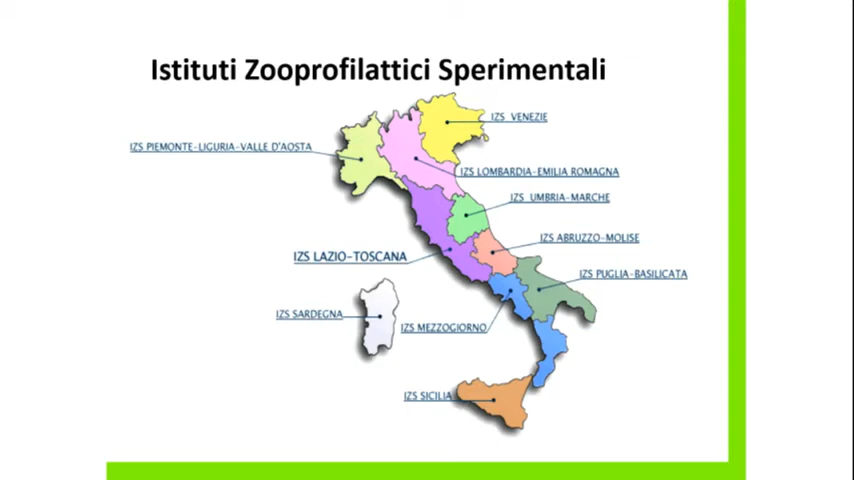 Istituti Zooprofilattici Sperimentali
IZS VENEZIE
IZS PIEMONTE-LIGURIA-VALLE D'AOSTA
IZS LOMBARDIA-EMILIA ROMAGNA
IZS UMBRIA-MARCHE
IZS ABRUZZO-MOLISE
IZS LAZIO-TOSCANA
IZS PUGLIA-BASILICATA
IZS SARDEGNA
IZS MEZZOGIORNO
IZS SICILIA